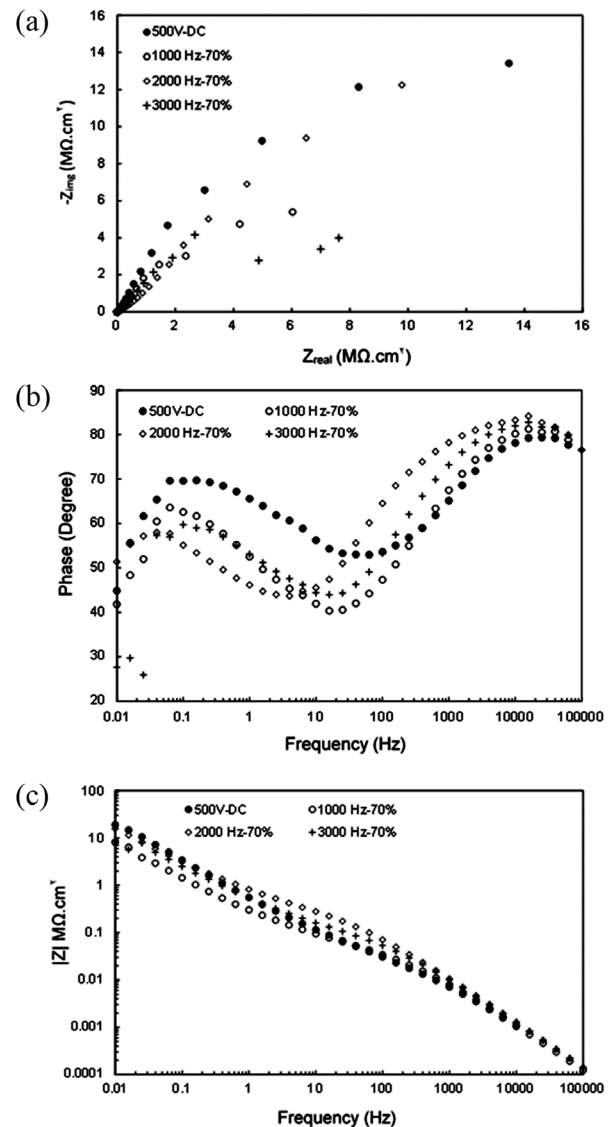 (a)
16
14
12
10
8
6
4
2
0
-Zimg (MΩ.cm۲)
500V-DC
1000 Hz-70%
2000 Hz-70%
3000 Hz-70%
0 2 4 6 8 10 12 14 16
Zreal (MΩ.cm۲)
(b)
90
80
70
60
50
40
30
20
Phase (Degree)
500V-DC 1000 Hz-70%
2000 Hz-70% 3000 Hz-70%
0.01 0.1 1 10 100 1000 10000 100000
Frequency (Hz)
(c)
100
10
1
0.1
0.01
0.001
0.0001
|Z| MΩ.cm۲
500V-DC 1000 Hz-70%
2000 Hz-70% 3000 Hz-70%
0.01 0.1 1 10 100 1000 10000 100000
Frequency (Hz)